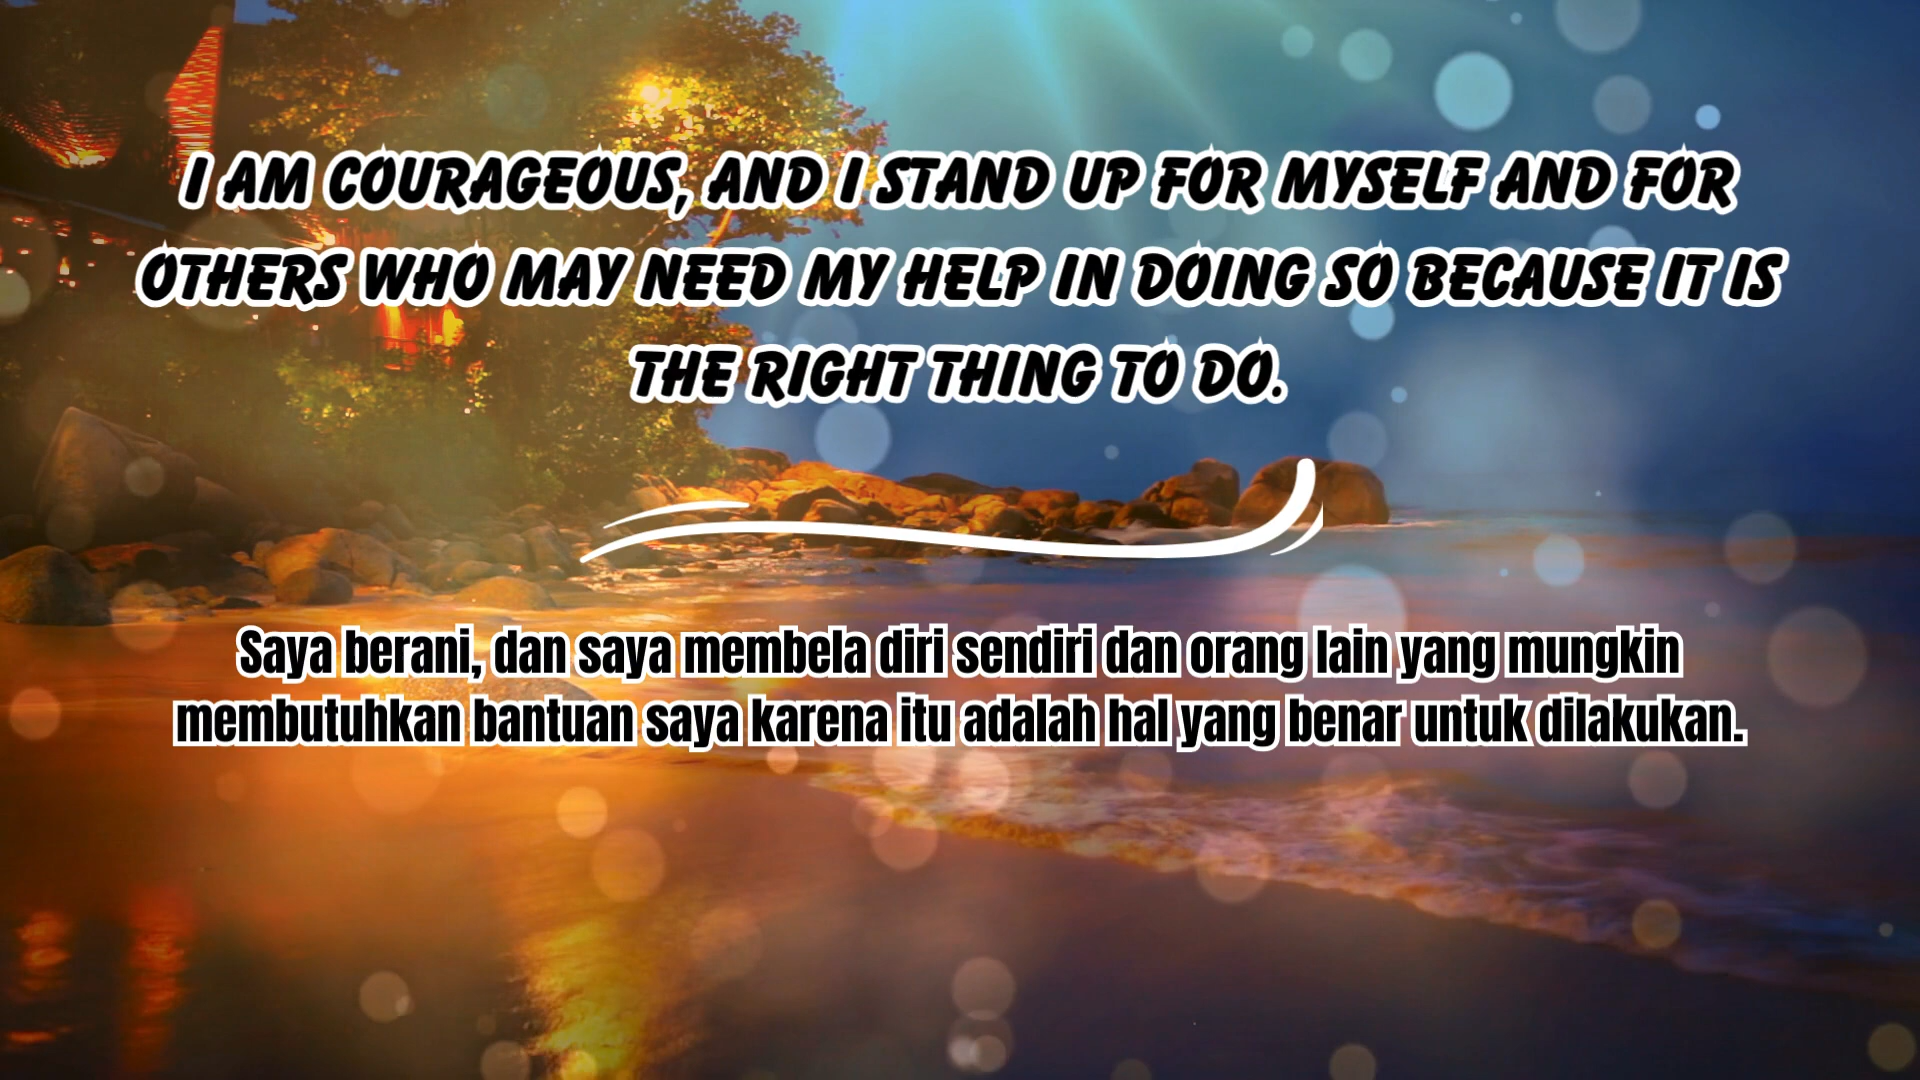 I AM COURAGEOUS, AND I STAND UP FOR MYSELF AND FOR
OTHERS WHO MAY NEED MY HELP IN DOING SO BECAUSE IT IS
THE RIGHT THING TO DO.
Saya berani, dan saya membela diri sendiri dan orang lain yang mungkin
membutuhkan bantuan saya karena itu adalah hal yang benar untuk dilakukan.